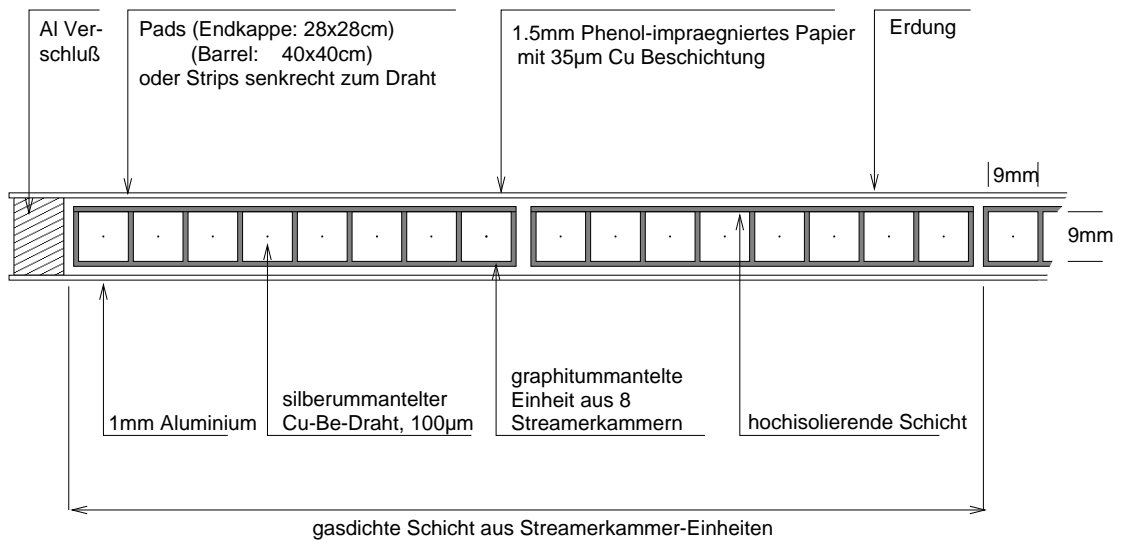 Al Ver-
schluß
Pads (Endkappe: 28x28cm)
(Barrel: 40x40cm)
oder Strips senkrecht zum Draht
1.5mm Phenol-impraegniertes Papier
mit 35µm Cu Beschichtung
Erdung
9mm
9mm
1mm Aluminium
silberummantelter
Cu-Be-Draht, 100µm
graphitummantelte
Einheit aus 8
Streamerkammern
hochisolierende Schicht
gasdichte Schicht aus Streamerkammer-Einheiten